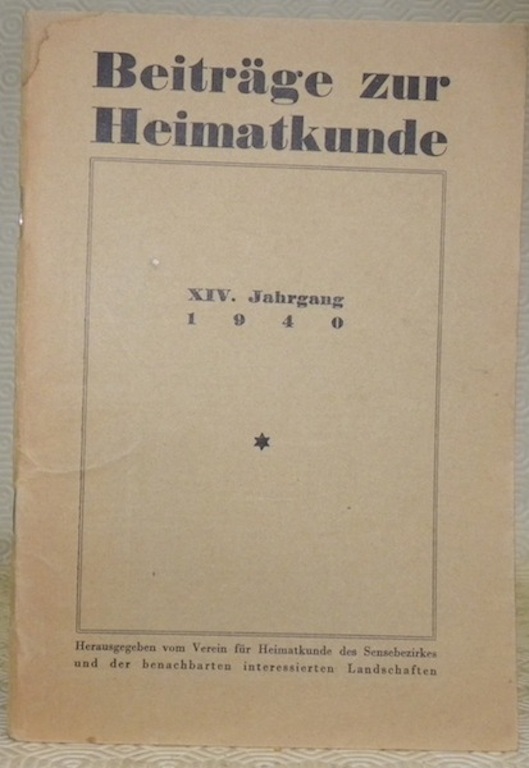 Beiträge zur
Heimatkunde
XIV. Jahrgang
1 9 4 0
Herausgegeben vom Verein für Heimatkunde des Sensebezirkes
und der benachbarten interessierten Landschaften